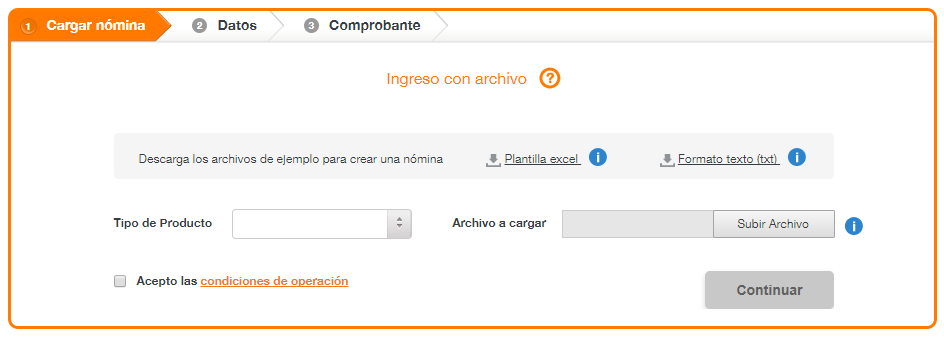 1 Cargar nómina 2 Datos 3 Comprobante
Ingreso con archivo ?
Descarga los archivos de ejemplo para crear una nómina Plantilla excel i Formato texto (txt) i
Tipo de Producto Archivo a cargar Subir Archivo i
Acepto las condiciones de operación
Continuar